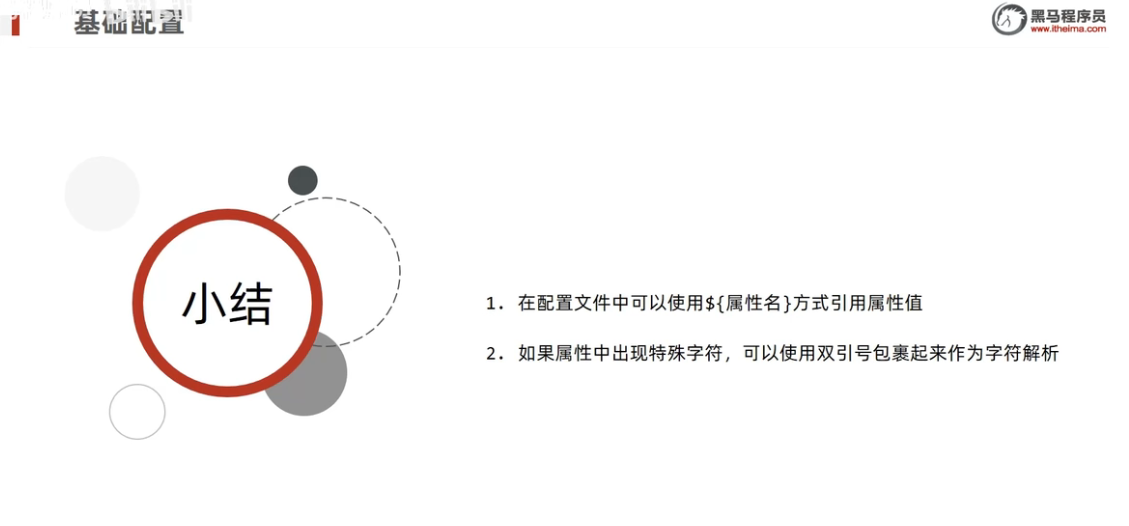 基础配置
黑马程序员
www.itheima.com
小结
1. 在配置文件中可以使用${属性名}方式引用属性值
2. 如果属性中出现特殊字符，可以使用双引号包裹起来作为字符解析